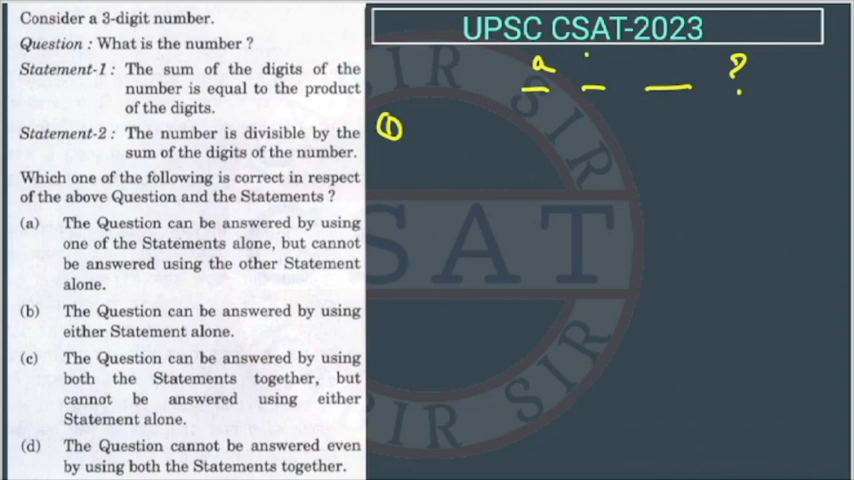 Consider a 3-digit number.
Question : What is the number ?
Statement-1 : The sum of the digits of the
number is equal to the product
of the digits.
Statement-2 : The number is divisible by the
sum of the digits of the number.
Which one of the following is correct in respect
of the above Question and the Statements ?
(a) The Question can be answered by using
one of the Statements alone, but cannot
be answered using the other Statement
alone.
(b) The Question can be answered by using
either Statement alone.
(c) The Question can be answered by using
both the Statements together, but
cannot be answered using either
Statement alone.
(d) The Question cannot be answered even
by using both the Statements together.
UPSC CSAT-2023
a ?
①
SIR
CSAT
SIR